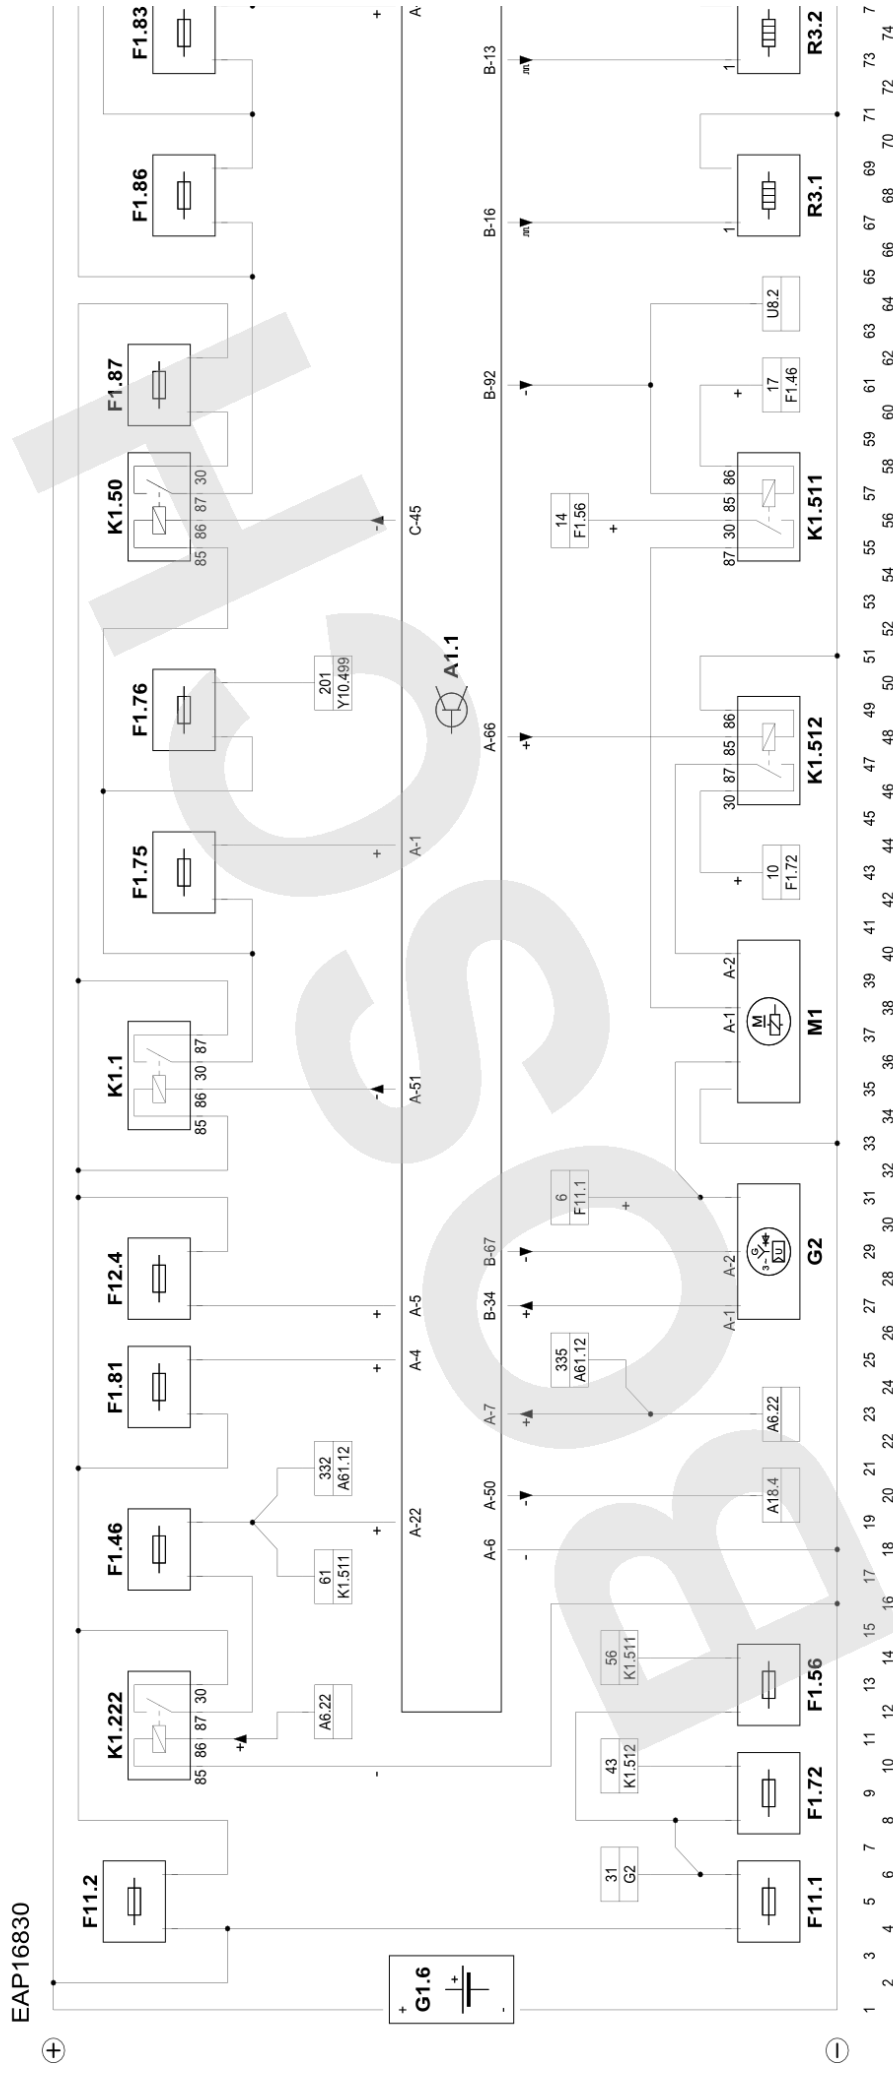 EAP16830
+
−
F11.2
K1.222
85 86 87 30
F1.46
F1.81
F12.4
K1.1
85 86 30 87
F1.75
F1.76
K1.50
85 86 87 30
F1.87
F1.86
F1.83
+
A6.22
-
61
K1.511
332
A61.12
+
+
+
-
+
201
Y10.499
-
+
G1.6
+
+
-
A-22
A-4
A-5
A-51
A-1
A1.1
C-45
A-
A-6
A-50
A-7
B-34
B-67
A-66
B-92
B-16
B-13
-
-
+
+
-
+
-
31
G2
43
K1.512
56
K1.511
335
A61.12
6
F11.1
+
14
F1.56
+
A18.4
A6.22
10
F1.72
+
17
F1.46
+
U8.2
A-1
A-2
A-1
A-2
30 87 85 86
87 30 85 86
1
1
G
3~
U
M
F11.1
F1.72
F1.56
G2
M1
K1.512
K1.511
R3.1
R3.2
1 2 3 4 5 6 7 8 9 10 11 12 13 14 15 16 17 18 19 20 21 22 23 24 25 26 27 28 29 30 31 32 33 34 35 36 37 38 39 40 41 42 43 44 45 46 47 48 49 50 51 52 53 54 55 56 57 58 59 60 61 62 63 64 65 66 67 68 69 70 71 72 73 74 7
BOSCH